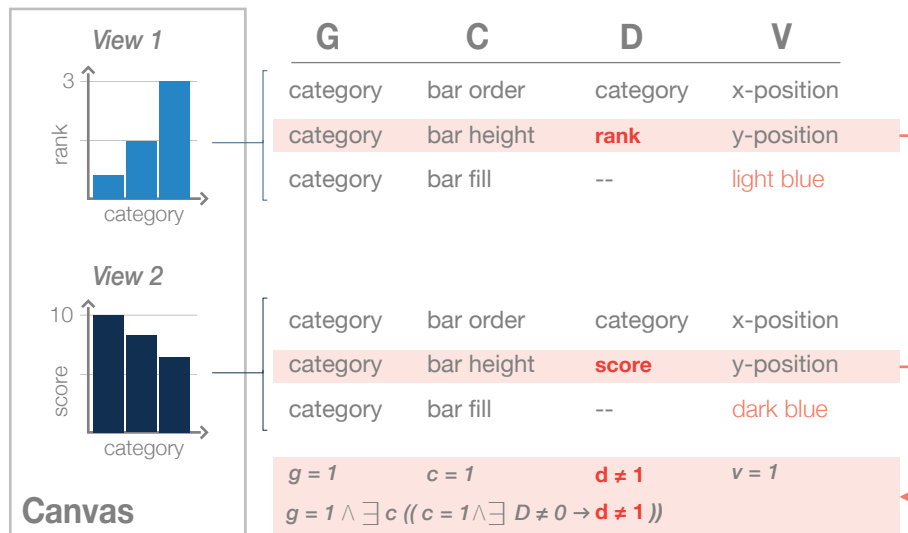 G C D V
View 1
3
rank
category
category bar order category x-position
category bar height rank y-position
category bar fill -- light blue
View 2
10
score
category
category bar order category x-position
category bar height score y-position
category bar fill -- dark blue
g = 1 c = 1 d ≠ 1 v = 1
g = 1 ∧ ∃ c (( c = 1 ∧ ∃ D ≠ 0 → d ≠ 1 ))
Canvas